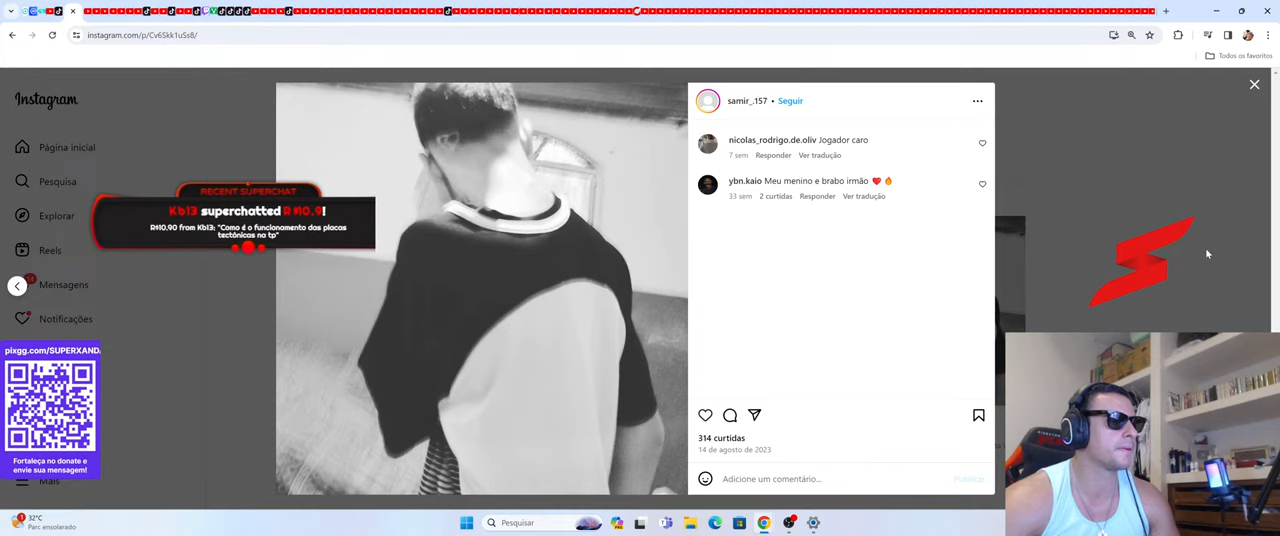 instagram.com/p/Cv6Skk1uSs8/
Todos os favoritos
Instagram
Página inicial
Pesquisa
Explorar
Reels
14
Mensagens
Notificações
Mais
RECENT SUPERCHAT
Kb13 superchatted R$10.9!
R$10.90 from Kb13: "Como é o funcionamento das placas
tectônicas na tp"
pixgg.com/SUPERXANDA
Fortaleça no donate e
envie sua mensagem!
samir_.157 • Seguir
nicolas_rodrigo.de.oliv Jogador caro
7 sem Responder Ver tradução
ybn.kaio Meu menino e brabo irmão ❤️🔥
33 sem 2 curtidas Responder Ver tradução
314 curtidas
14 de agosto de 2023
Adicione um comentário...
Publicar
1
32°C
Parc ensolarado
Pesquisar